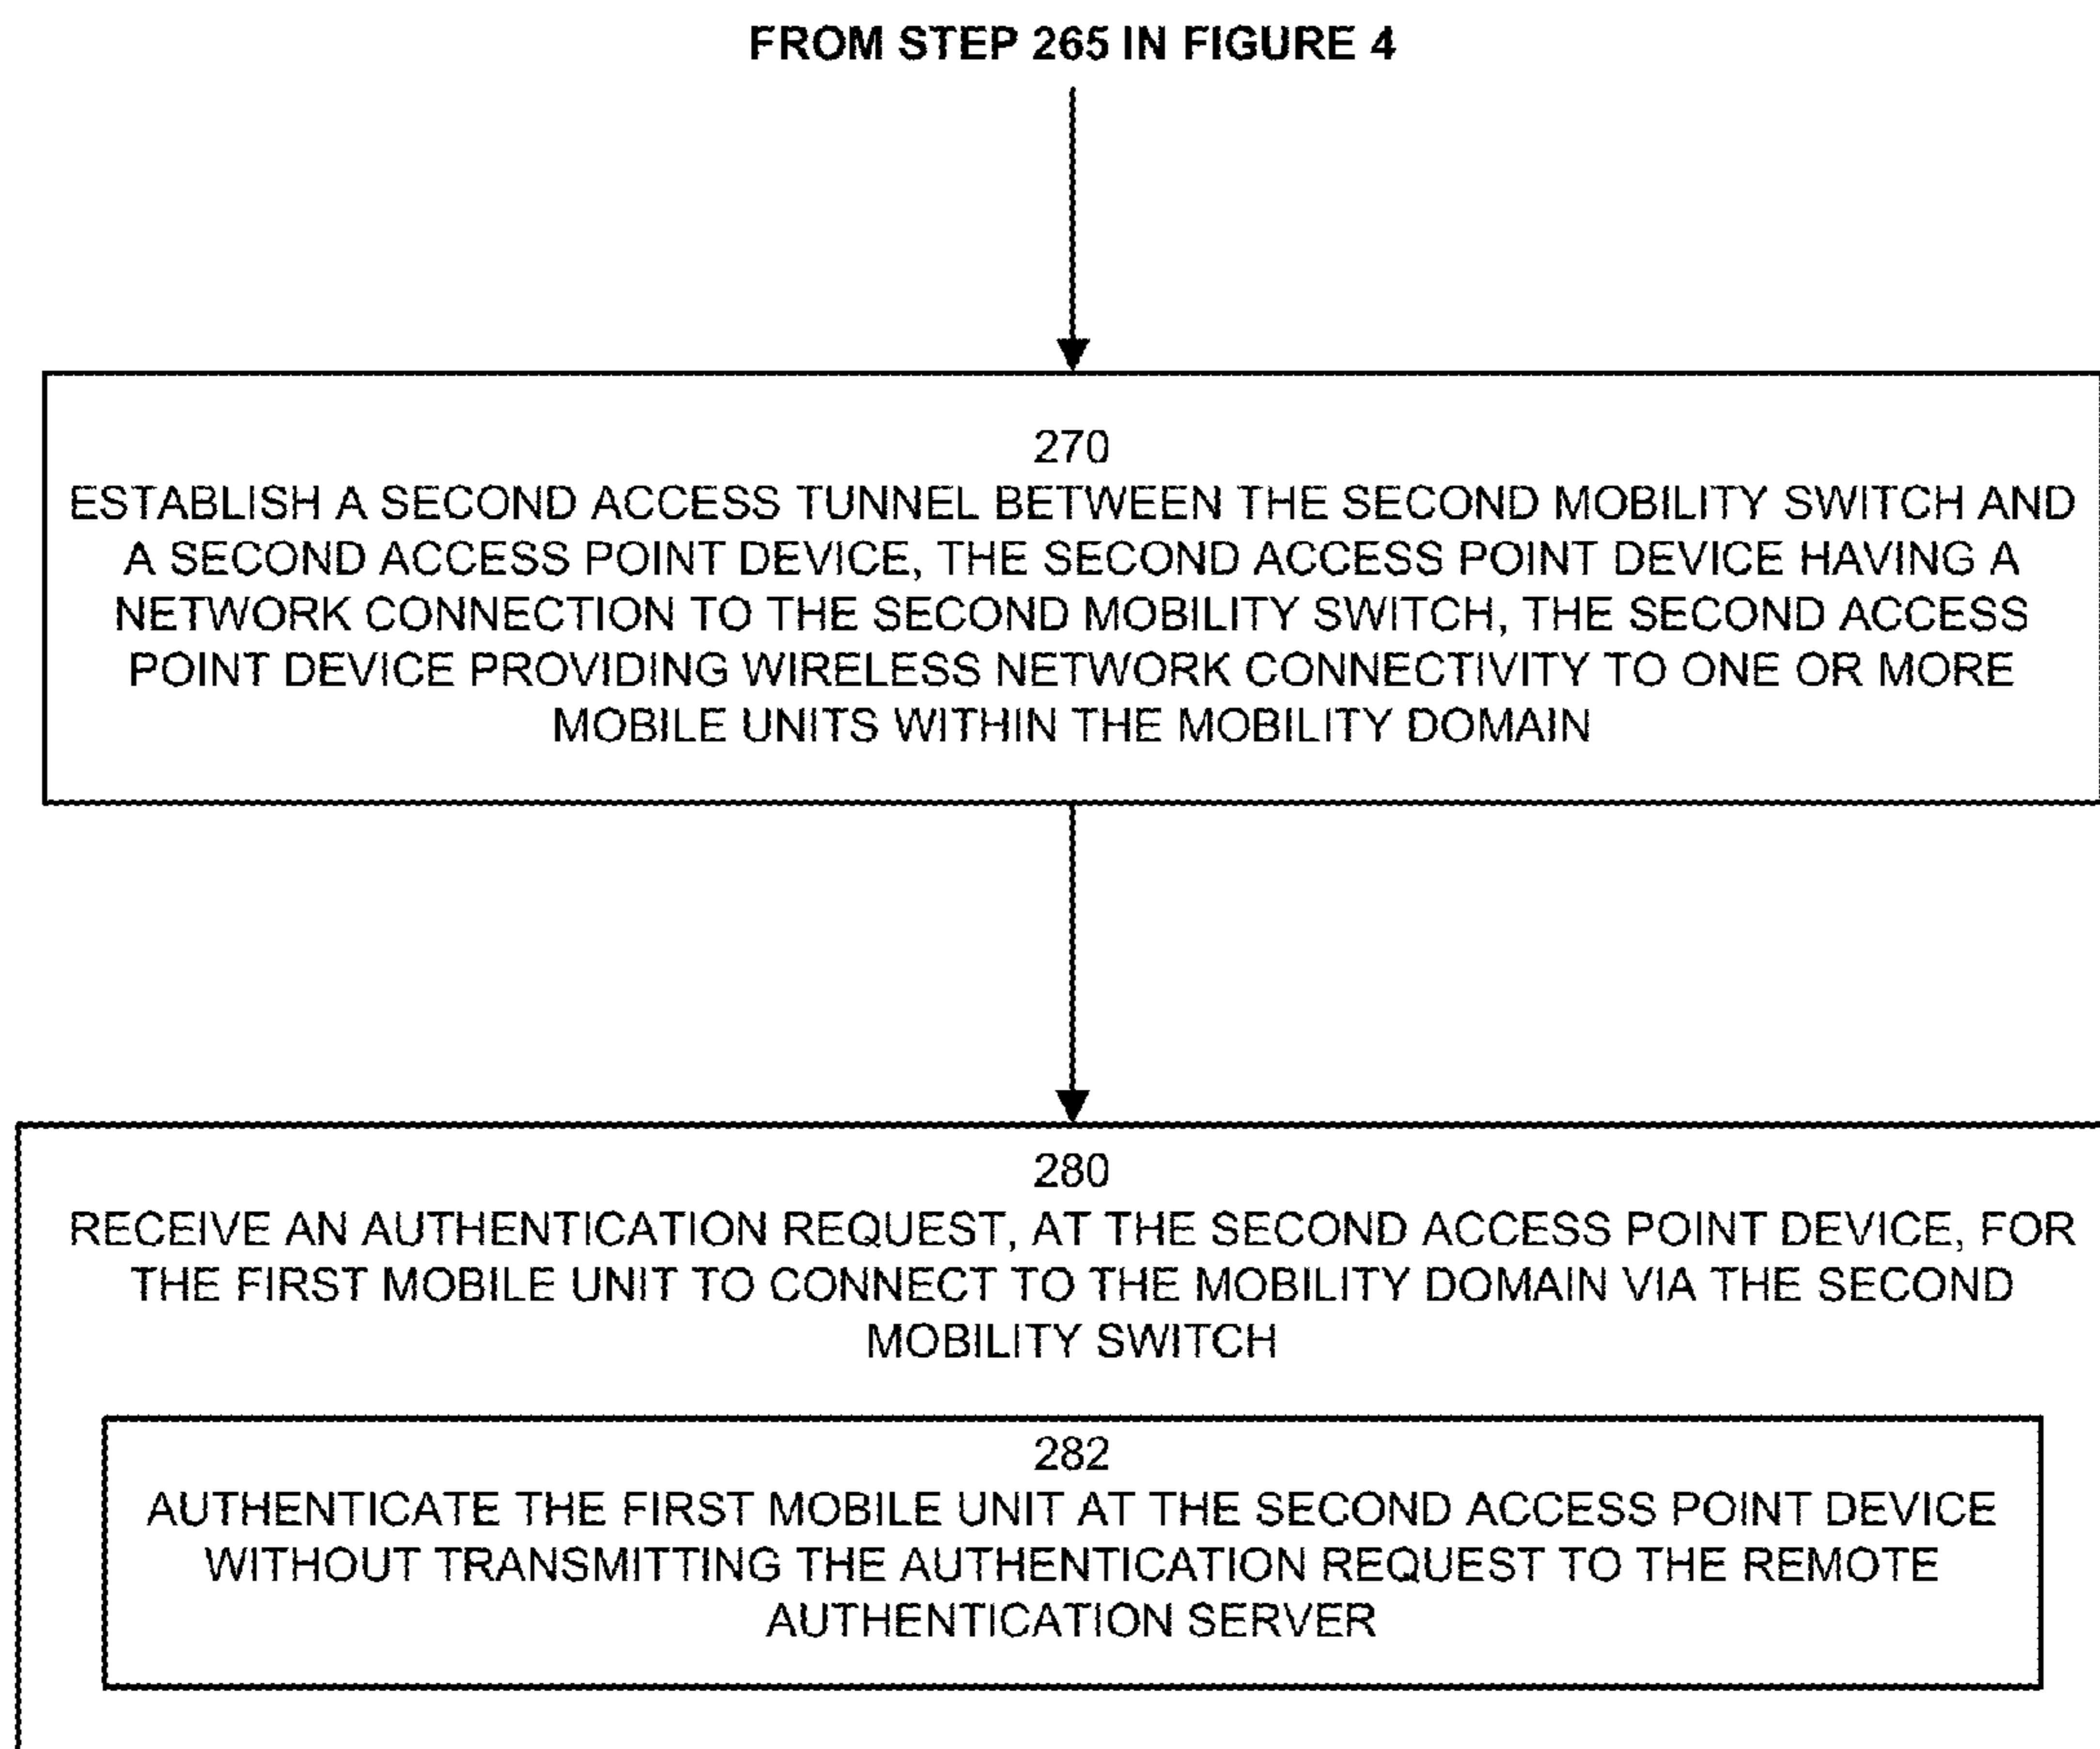 FROM STEP 265 IN FIGURE 4
270
ESTABLISH A SECOND ACCESS TUNNEL BETWEEN THE SECOND MOBILITY SWITCH AND
A SECOND ACCESS POINT DEVICE, THE SECOND ACCESS POINT DEVICE HAVING A
NETWORK CONNECTION TO THE SECOND MOBILITY SWITCH, THE SECOND ACCESS
POINT DEVICE PROVIDING WIRELESS NETWORK CONNECTIVITY TO ONE OR MORE
MOBILE UNITS WITHIN THE MOBILITY DOMAIN
280
RECEIVE AN AUTHENTICATION REQUEST, AT THE SECOND ACCESS POINT DEVICE, FOR
THE FIRST MOBILE UNIT TO CONNECT TO THE MOBILITY DOMAIN VIA THE SECOND
MOBILITY SWITCH
282
AUTHENTICATE THE FIRST MOBILE UNIT AT THE SECOND ACCESS POINT DEVICE
WITHOUT TRANSMITTING THE AUTHENTICATION REQUEST TO THE REMOTE
AUTHENTICATION SERVER